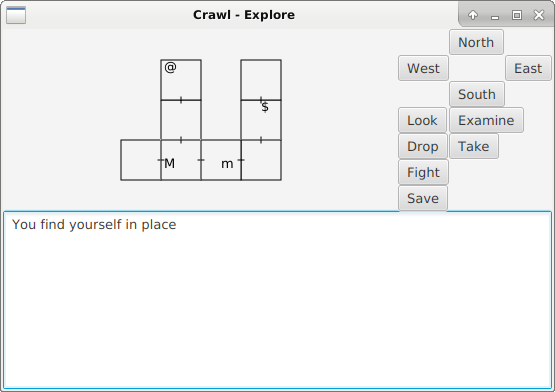 Crawl - Explore
@
$
M m
North
West East
South
Look Examine
Drop Take
Fight
Save
You find yourself in place